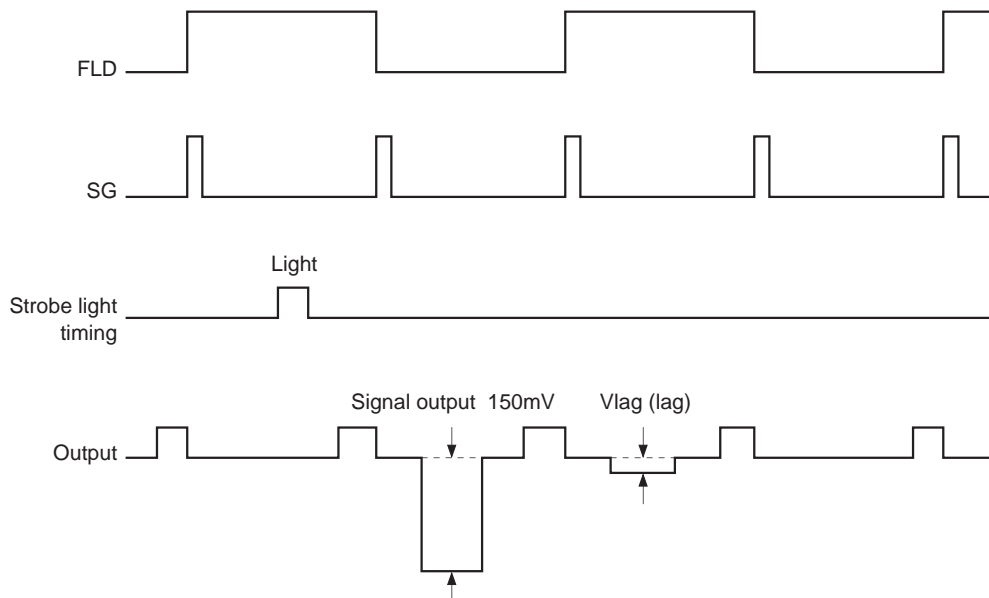 FLD
SG
Light
Strobe light
timing
Signal output 150mV
Vlag (lag)
Output